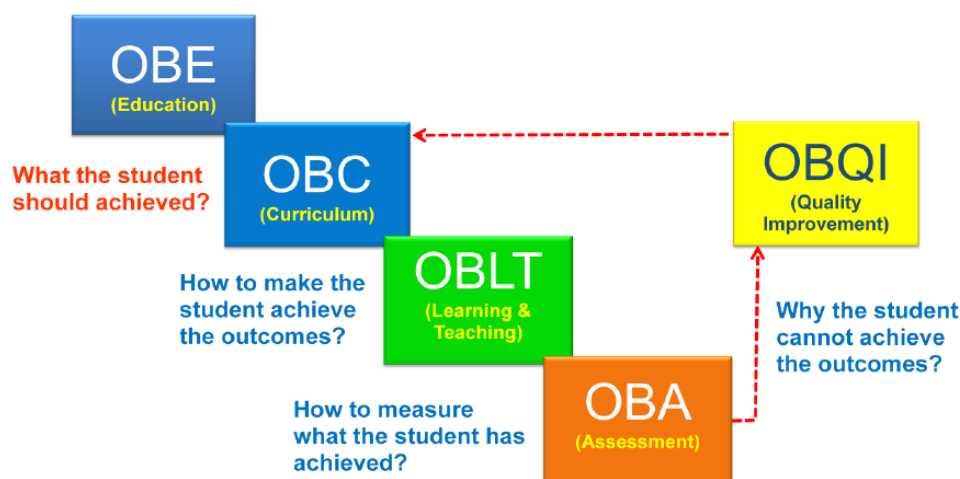 OBE
(Education)
What the student
should achieved?
OBC
(Curriculum)
OBQI
(Quality
Improvement)
How to make the
student achieve
the outcomes?
OBLT
(Learning &
Teaching)
Why the student
cannot achieve
the outcomes?
How to measure
what the student has
achieved?
OBA
(Assessment)